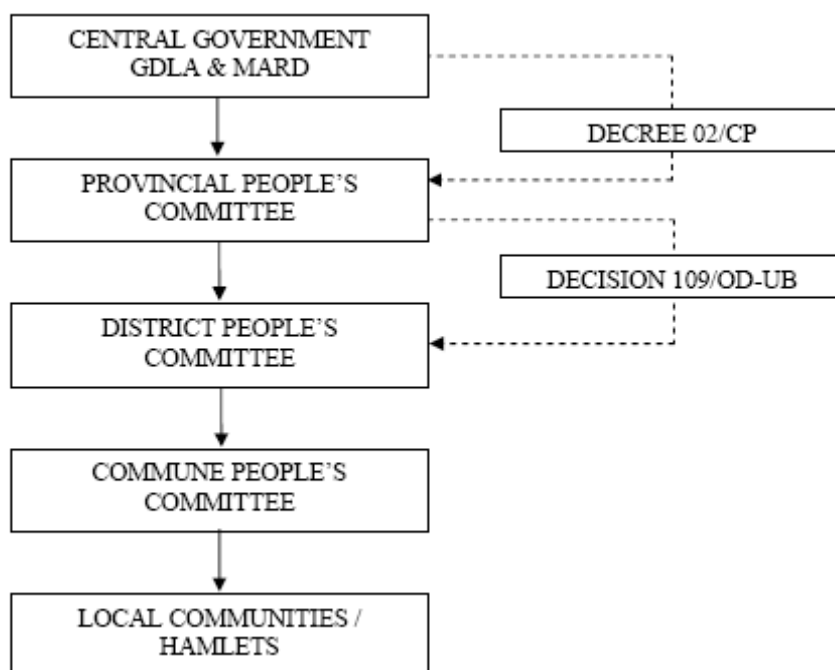 CENTRAL GOVERNMENT
GDLA & MARD
DECREE 02/CP
PROVINCIAL PEOPLE’S
COMMITTEE
DECISION 109/OD-UB
DISTRICT PEOPLE’S
COMMITTEE
COMMUNE PEOPLE’S
COMMITTEE
LOCAL COMMUNITIES /
HAMLETS